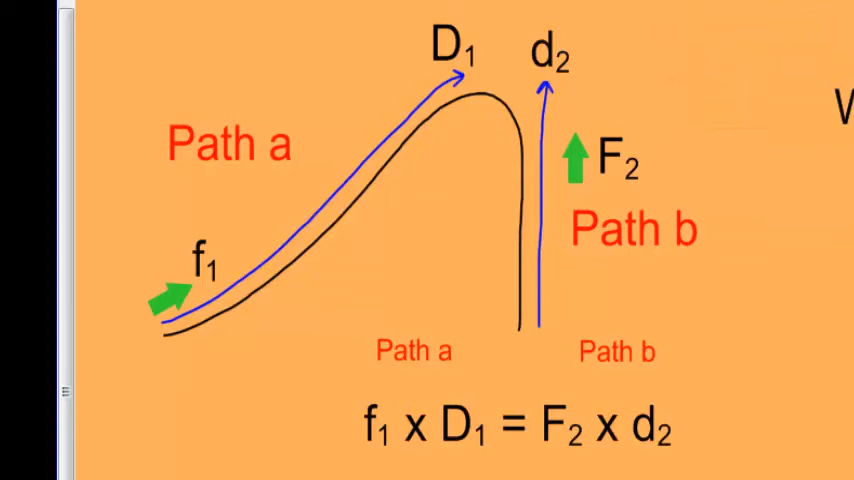 D₁
d₂
Path a
F₂
Path b
f₁
Path a
Path b
f₁ x D₁ = F₂ x d₂